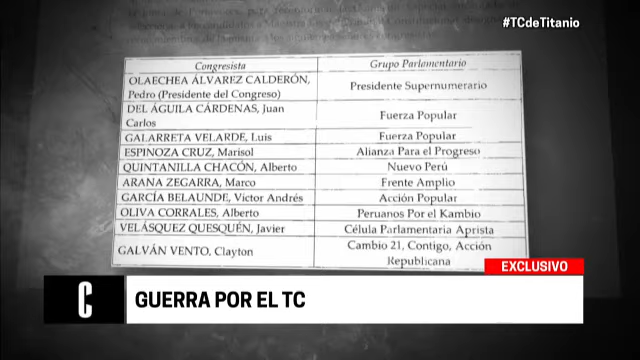 #TCdeTitanio
Congresista Grupo Parlamentario
OLAECHEA ÁLVAREZ CALDERÓN,
Pedro (Presidente del Congreso) Presidente Supernumerario
DEL ÁGUILA CÁRDENAS, Juan
Carlos Fuerza Popular
GALARRETA VELARDE, Luis Fuerza Popular
ESPINOZA CRUZ, Marisol Alianza Para el Progreso
QUINTANILLA CHACÓN, Alberto Nuevo Perú
ARANA ZEGARRA, Marco Frente Amplio
GARCÍA BELAUNDE, Víctor Andrés Acción Popular
OLIVA CORRALES, Alberto Peruanos Por el Kambio
VELÁSQUEZ QUESQUÉN, Javier Célula Parlamentaria Aprista
GALVÁN VENTO, Clayton Cambio 21, Contigo, Acción
Republicana
EXCLUSIVO
C GUERRA POR EL TC